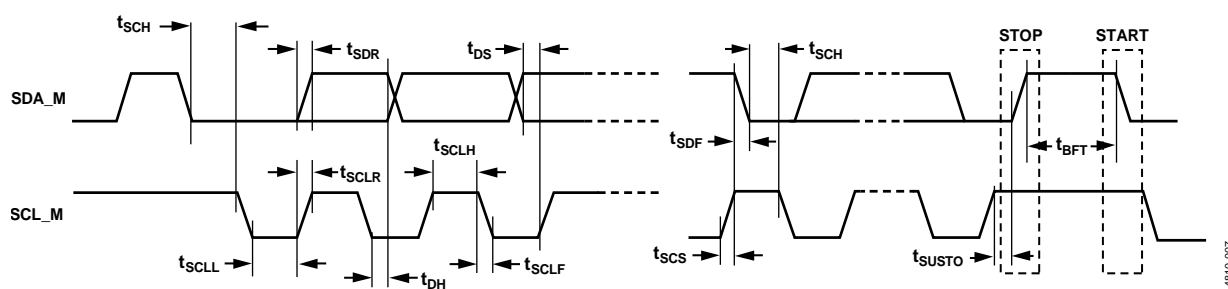 STOP START
tSCH tSDR tDS tSCH
SDA_M
tSDF tBFT
tSCLH
tSCLR
SCL_M
tSCLL tDH tSCLF tSCS tSUSTO